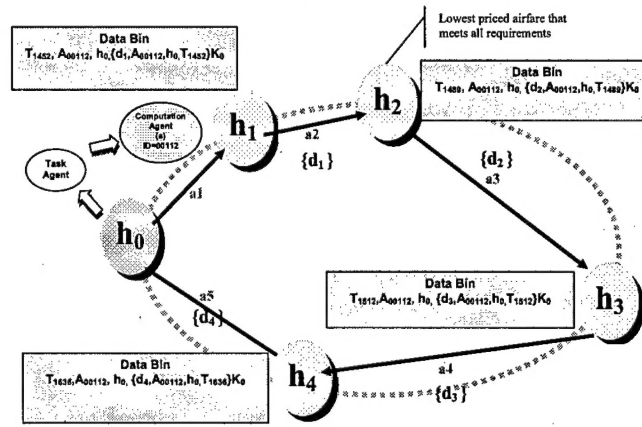 Lowest priced airfare that
meets all requirements
Data Bin
T1452, A00112, h0,{d1,A00112,h0,T1452}K0
Data Bin
T1489, A00112, h0, {d2,A00112,h0,T1489}K0
Computation
Agent
(a)
ID=00112
Task
Agent
h1
a2
h2
{d1}
{d2}
a3
a1
h0
Data Bin
T1512,A00112, h0, {d3,A00112,h0,T1512}K0
h3
a5
{d4}
Data Bin
T1636,A00112, h0, {d4,A00112,h0,T1636}K0
h4
a4
{d3}